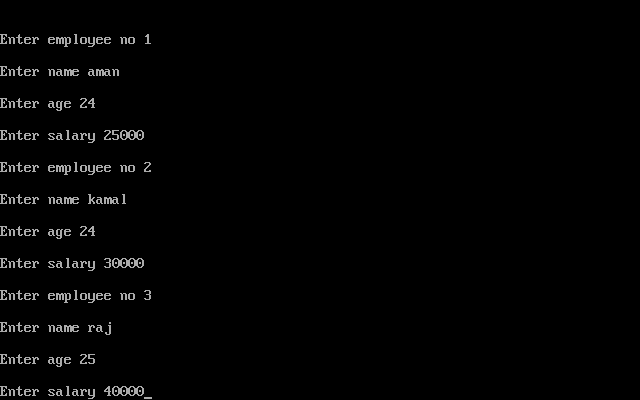 Enter employee no 1
Enter name aman
Enter age 24
Enter salary 25000
Enter employee no 2
Enter name kamal
Enter age 24
Enter salary 30000
Enter employee no 3
Enter name raj
Enter age 25
Enter salary 40000_